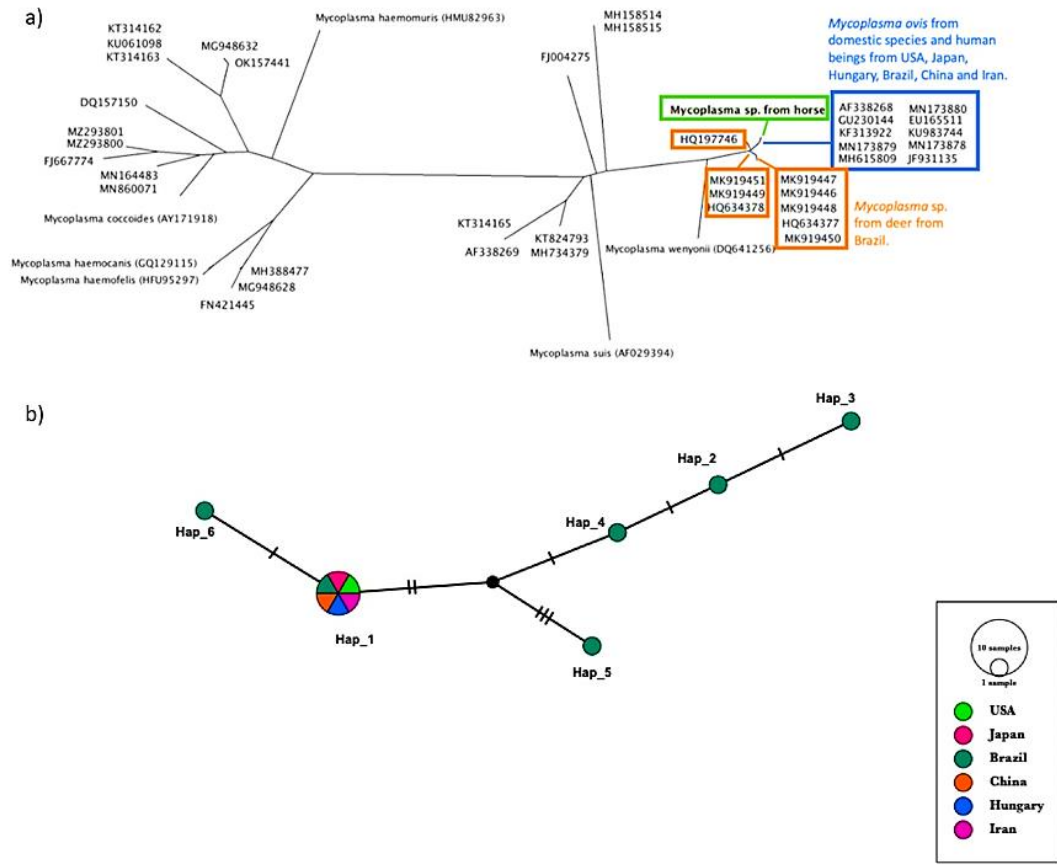 a)
Mycoplasma haemomuris (HMU82963)
KT314162
KU061098
KT314163
MG948632
OK157441
DQ157150
MZ293801
MZ293800
FJ667774
MN164483
MN860071
Mycoplasma coccoides (AY171918)
Mycoplasma haemocanis (GQ129115)
Mycoplasma haemofelis (HFU95297)
MH388477
MG948628
FN421445
MH158514
MH158515
FJ004275
Mycoplasma ovis from
domestic species and human
beings from USA, Japan,
Hungary, Brazil, China and Iran.
Mycoplasma sp. from horse
HQ197746
AF338268 MN173880
GU230144 EU165511
KF313922 KU983744
MN173879 MN173878
MH615809 JF931135
MK919451
MK919449
HQ634378
MK919447
MK919446
MK919448
HQ634377
MK919450
Mycoplasma sp.
from deer from
Brazil.
KT314165
AF338269
KT824793
MH734379
Mycoplasma wenyonii (DQ641256)
Mycoplasma suis (AF029394)
b)
Hap_3
Hap_2
Hap_4
Hap_6
Hap_1
Hap_5
10 samples
1 sample
USA
Japan
Brazil
China
Hungary
Iran